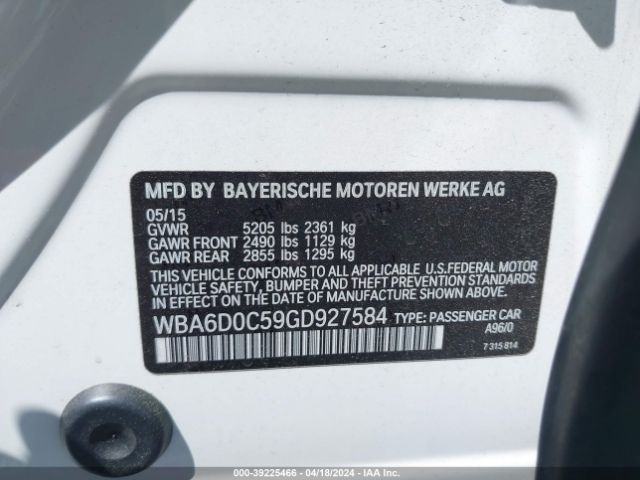 MFD BY BAYERISCHE MOTOREN WERKE AG
05/15
GVWR 5205 lbs 2361 kg
GAWR FRONT 2490 lbs 1129 kg
GAWR REAR 2855 lbs 1295 kg
THIS VEHICLE CONFORMS TO ALL APPLICABLE U.S.FEDERAL MOTOR
VEHICLE SAFETY, BUMPER, AND THEFT PREVENTION STANDARDS
IN EFFECT ON THE DATE OF MANUFACTURE SHOWN ABOVE.
WBA6D0C59GD927584 TYPE: PASSENGER CAR
A96/0
7 315 814
000-39225466 - 04/18/2024 - IAA Inc.